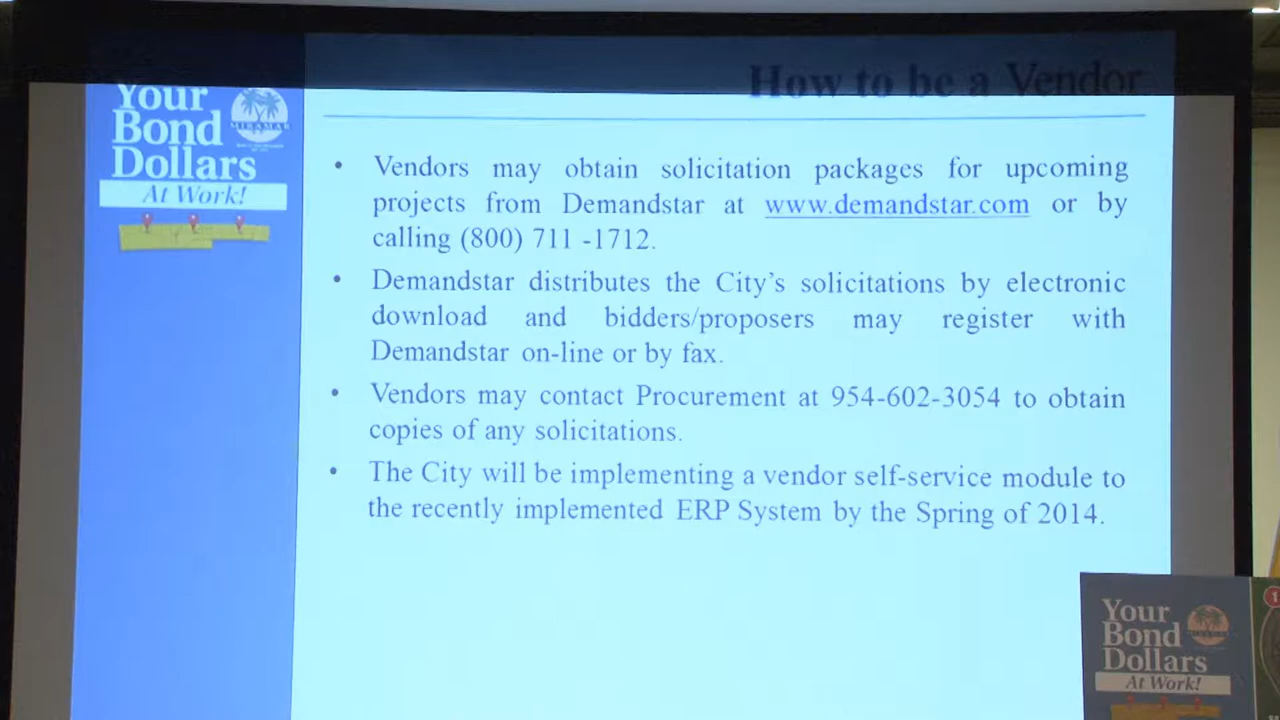 How to be a Vendor
Your
Bond
Dollars
At Work!
MIRAMAR
• Vendors may obtain solicitation packages for upcoming
projects from Demandstar at www.demandstar.com or by
calling (800) 711 -1712.
• Demandstar distributes the City's solicitations by electronic
download and bidders/proposers may register with
Demandstar on-line or by fax.
• Vendors may contact Procurement at 954-602-3054 to obtain
copies of any solicitations.
• The City will be implementing a vendor self-service module to
the recently implemented ERP System by the Spring of 2014.
Your
Bond
Dollars
At Work!
MIRAMAR
1